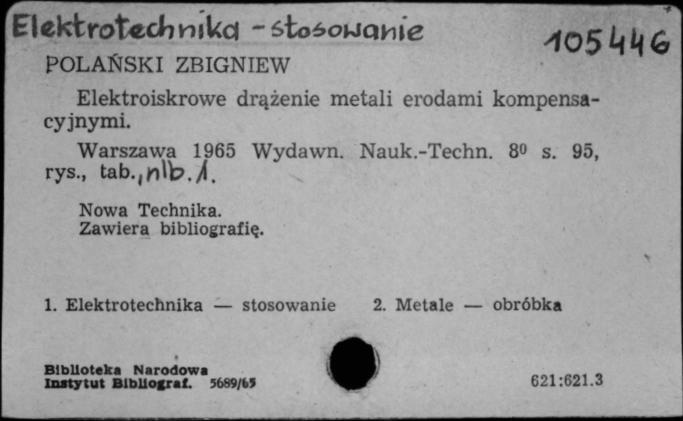 Elektrotechnika - stosowanie
105446
POLAŃSKI ZBIGNIEW
Elektroiskrowe drążenie metali erodami kompensa-
cyjnymi.
Warszawa 1965 Wydawn. Nauk.-Techn. 8⁰ s. 95,
rys., tab., nlb. 1.
Nowa Technika.
Zawiera bibliografię.
1. Elektrotechnika — stosowanie 2. Metale — obróbka
Biblioteka Narodowa
Instytut Bibliograf. 5689/65
621:621.3